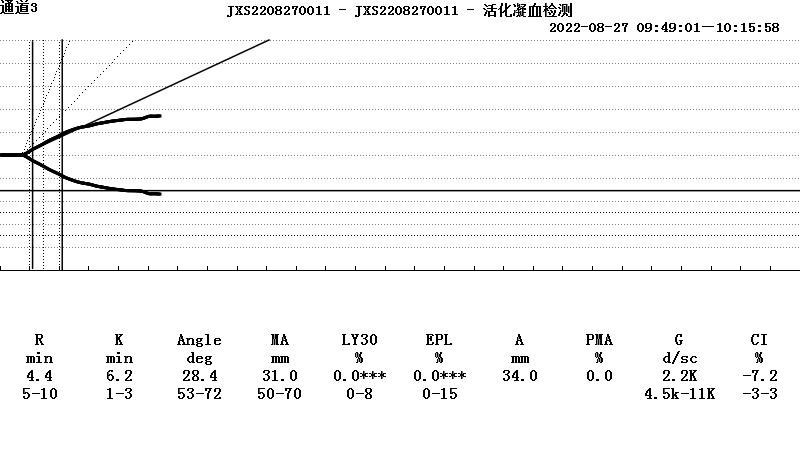 通道3
JXS2208270011 - JXS2208270011 - 活化凝血检测
2022-08-27 09:49:01--10:15:58
R K Angle MA LY30 EPL A PMA G CI
min min deg mm % % mm % d/sc %
4.4 6.2 28.4 31.0 0.0*** 0.0*** 34.0 0.0 2.2K -7.2
5-10 1-3 53-72 50-70 0-8 0-15 4.5k-11K -3-3